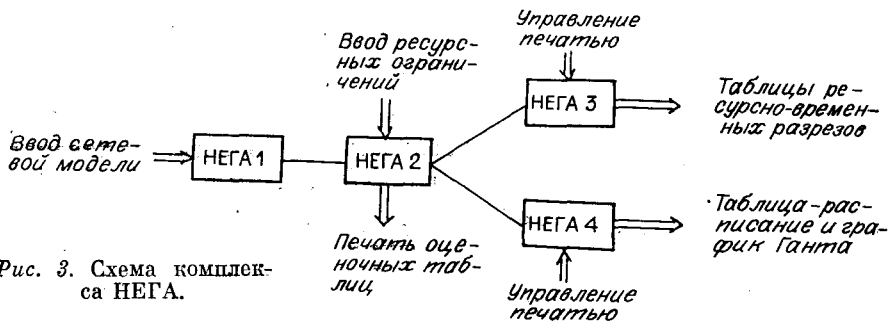 Управление
печатью
Ввод ресурс-
ных ограни-
чений
НЕГА 3
Таблицы ре-
сурсно-времен-
ных разрезов
Ввод сете-
вой модели
НЕГА 1
НЕГА 2
НЕГА 4
Таблица-рас-
писание и гра-
фик Ганта
Печать оце-
ночных таб-
лиц
Управление
печатью
Рис. 3. Схема комплек-
са НЕГА.